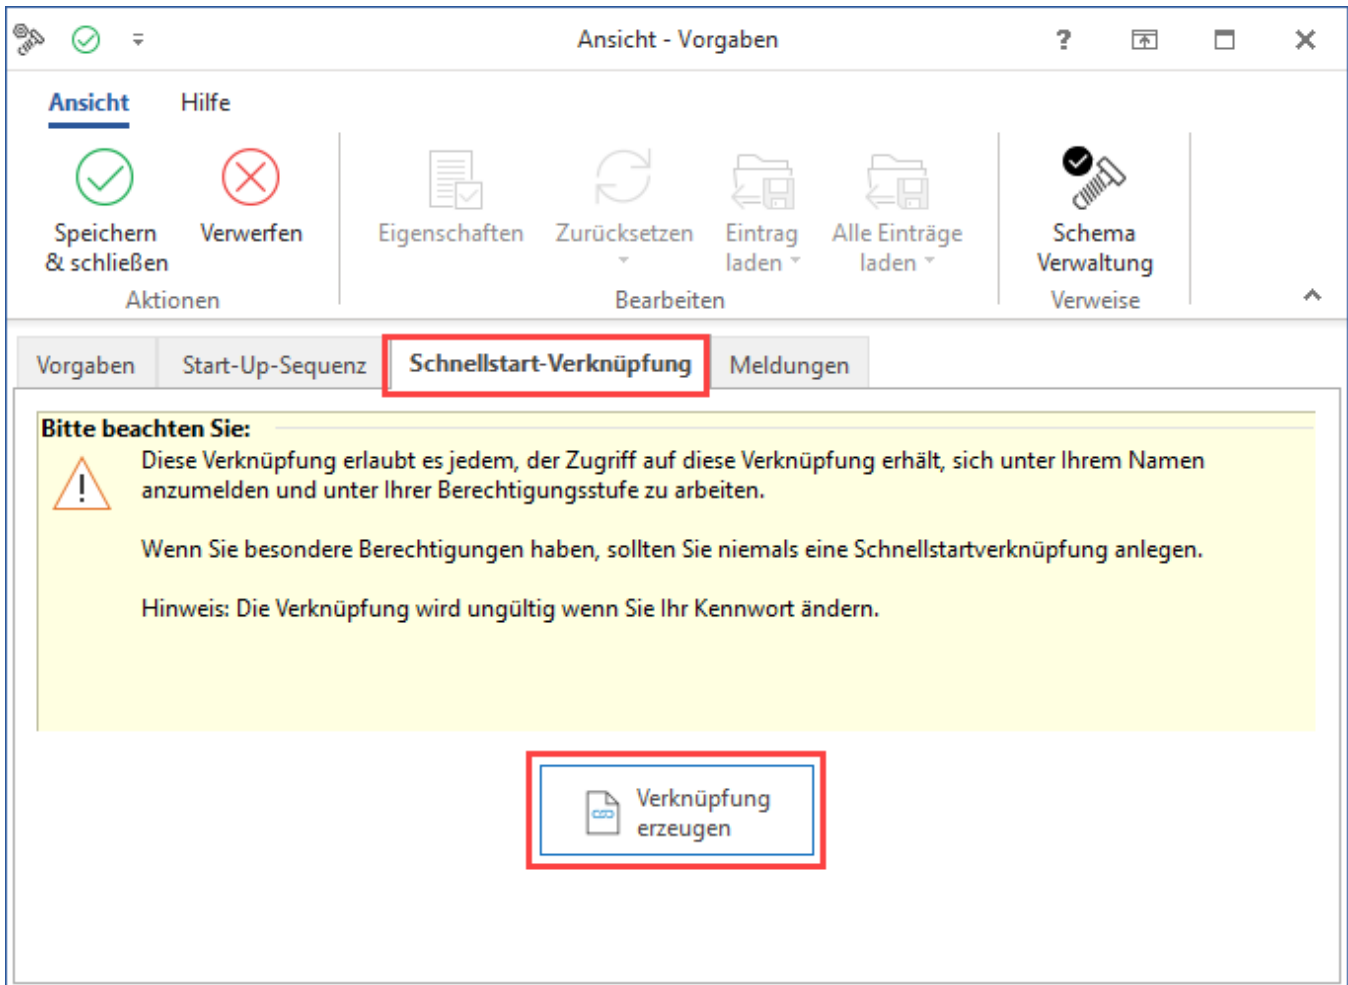 Ansicht - Vorgaben
?
Ansicht Hilfe
Speichern
& schließen
Verwerfen
Eigenschaften
Zurücksetzen
Eintrag
laden
Alle Einträge
laden
Schema
Verwaltung
Aktionen
Bearbeiten
Verweise
Vorgaben Start-Up-Sequenz Schnellstart-Verknüpfung Meldungen
Bitte beachten Sie:
Diese Verknüpfung erlaubt es jedem, der Zugriff auf diese Verknüpfung erhält, sich unter Ihrem Namen
anzumelden und unter Ihrer Berechtigungsstufe zu arbeiten.
Wenn Sie besondere Berechtigungen haben, sollten Sie niemals eine Schnellstartverknüpfung anlegen.
Hinweis: Die Verknüpfung wird ungültig wenn Sie Ihr Kennwort ändern.
Verknüpfung
erzeugen